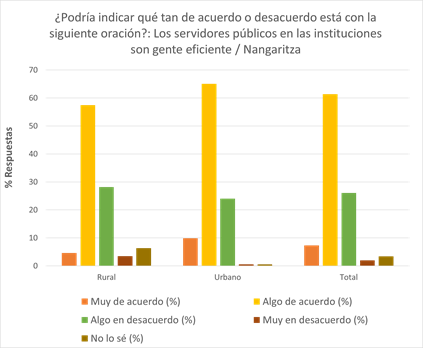 ¿Podría indicar qué tan de acuerdo o desacuerdo está con la
siguiente oración?: Los servidores públicos en las instituciones
son gente eficiente / Nangaritza
% Respuestas
70
60
50
40
30
20
10
0
Rural Urbano Total
Muy de acuerdo (%) Algo de acuerdo (%)
Algo en desacuerdo (%) Muy en desacuerdo (%)
No lo sé (%)